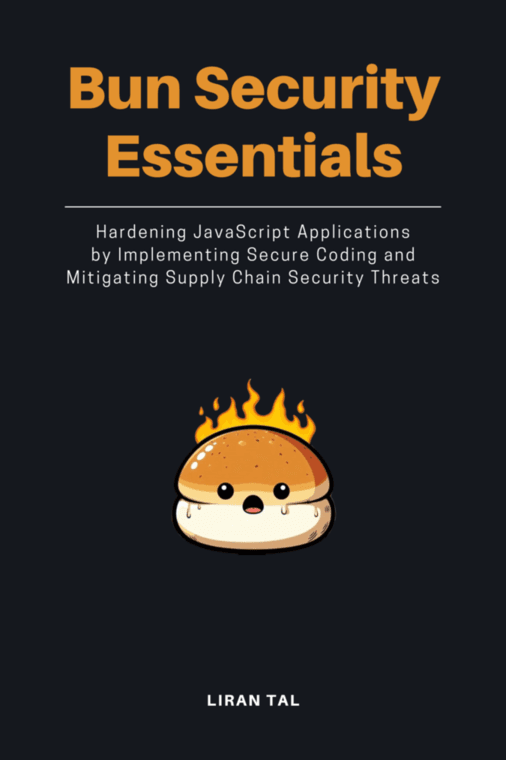 Bun Security
Essentials
Hardening JavaScript Applications
by Implementing Secure Coding and
Mitigating Supply Chain Security Threats
LIRAN TAL